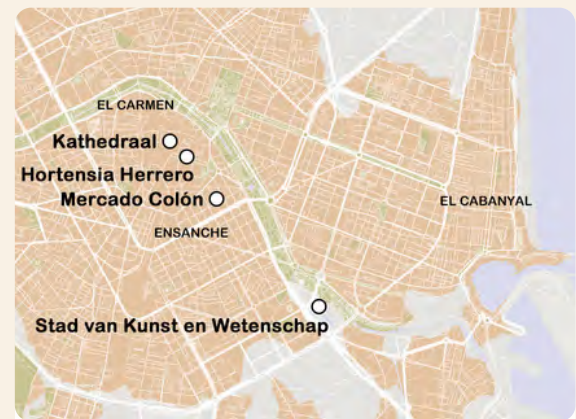 EL CARMEN
Kathedraal
Hortensia Herrero
Mercado Colón
EL CABANYAL
ENSANCHE
Stad van Kunst en Wetenschap